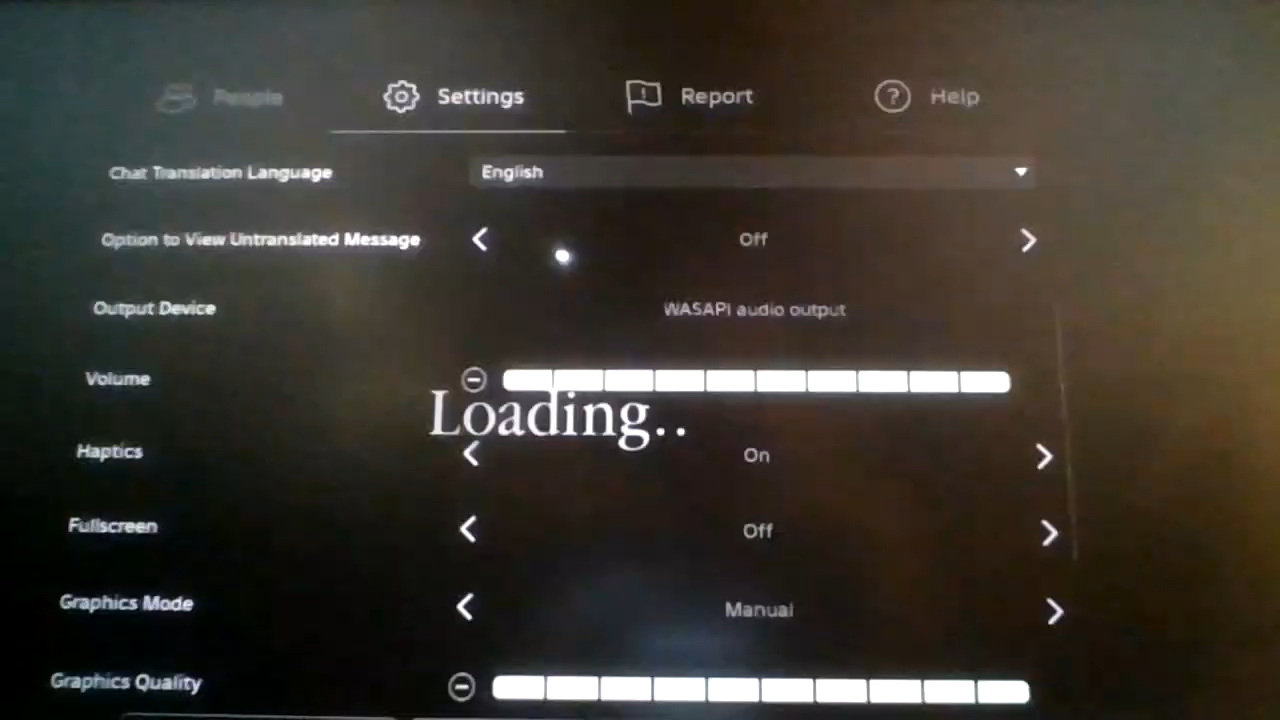 People Settings Report Help
Chat Translation Language English
Option to View Untranslated Message Off
Output Device WASAPI audio output
Volume
Loading..
Haptics On
Fullscreen Off
Graphics Mode Manual
Graphics Quality